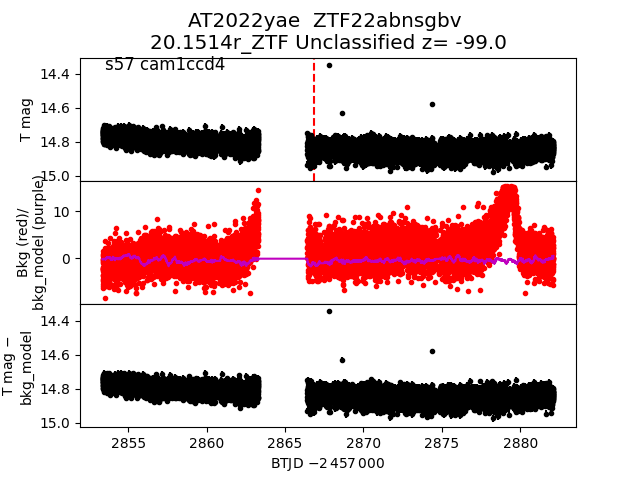 AT2022yae  ZTF22abnsgbv
20.1514r_ZTF Unclassified z= -99.0
s57 cam1ccd4
T mag
14.4
14.6
14.8
15.0
Bkg (red)/
bkg_model (purple)
10
0
T mag −
bkg_model
14.4
14.6
14.8
15.0
2855 2860 2865 2870 2875 2880
BTJD −2 457 000